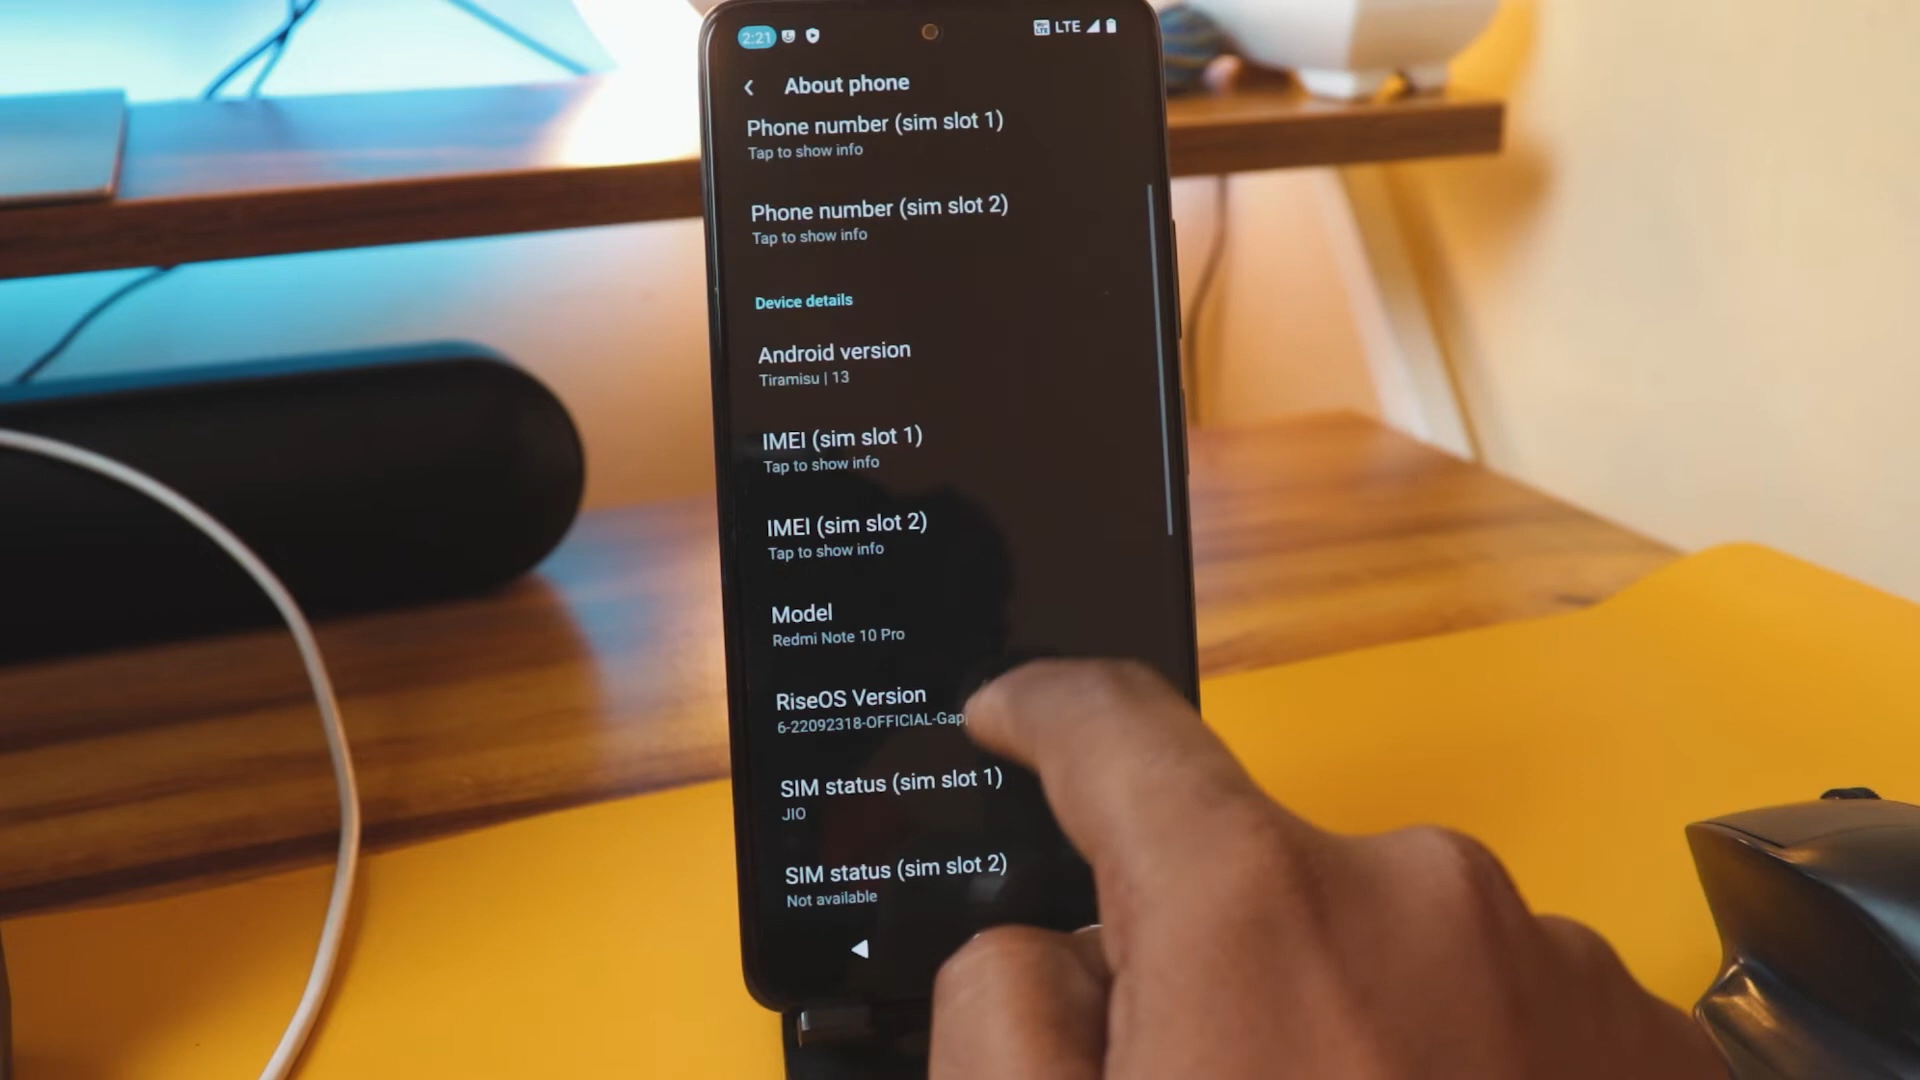 2:21 LTE
About phone
Phone number (sim slot 1)
Tap to show info
Phone number (sim slot 2)
Tap to show info
Device details
Android version
Tiramisu | 13
IMEI (sim slot 1)
Tap to show info
IMEI (sim slot 2)
Tap to show info
Model
Redmi Note 10 Pro
RiseOS Version
6-22092318-OFFICIAL-Gap
SIM status (sim slot 1)
JIO
SIM status (sim slot 2)
Not available